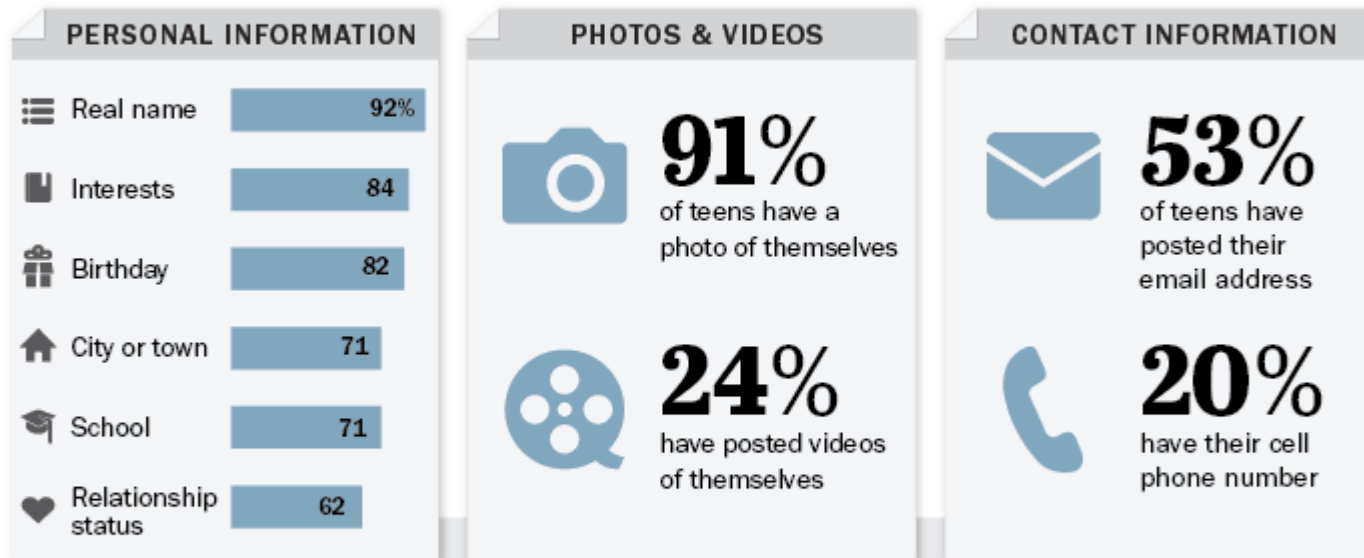 PERSONAL INFORMATION
Real name 92%
Interests 84
Birthday 82
City or town 71
School 71
Relationship
status 62
PHOTOS & VIDEOS
91%
of teens have a
photo of themselves
24%
have posted videos
of themselves
CONTACT INFORMATION
53%
of teens have
posted their
email address
20%
have their cell
phone number